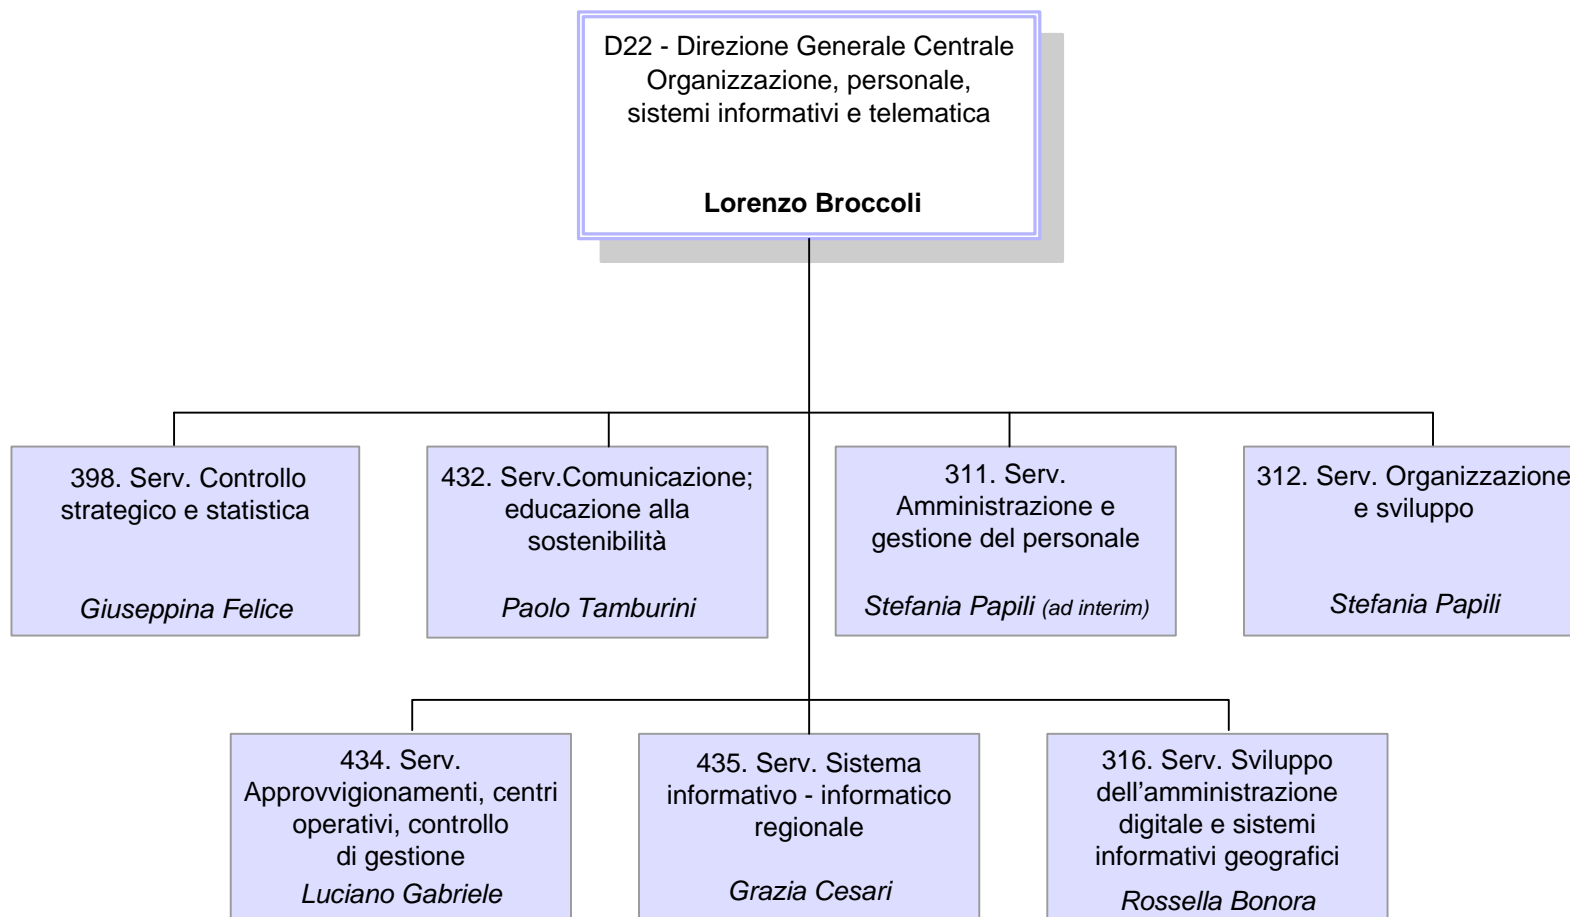 D22 - Direzione Generale Centrale
Organizzazione, personale,
sistemi informativi e telematica
Lorenzo Broccoli
398. Serv. Controllo
strategico e statistica
Giuseppina Felice
432. Serv.Comunicazione;
educazione alla
sostenibilità
Paolo Tamburini
311. Serv.
Amministrazione e
gestione del personale
Stefania Papili (ad interim)
312. Serv. Organizzazione
e sviluppo
Stefania Papili
434. Serv.
Approvvigionamenti, centri
operativi, controllo
di gestione
Luciano Gabriele
435. Serv. Sistema
informativo - informatico
regionale
Grazia Cesari
316. Serv. Sviluppo
dell’amministrazione
digitale e sistemi
informativi geografici
Rossella Bonora